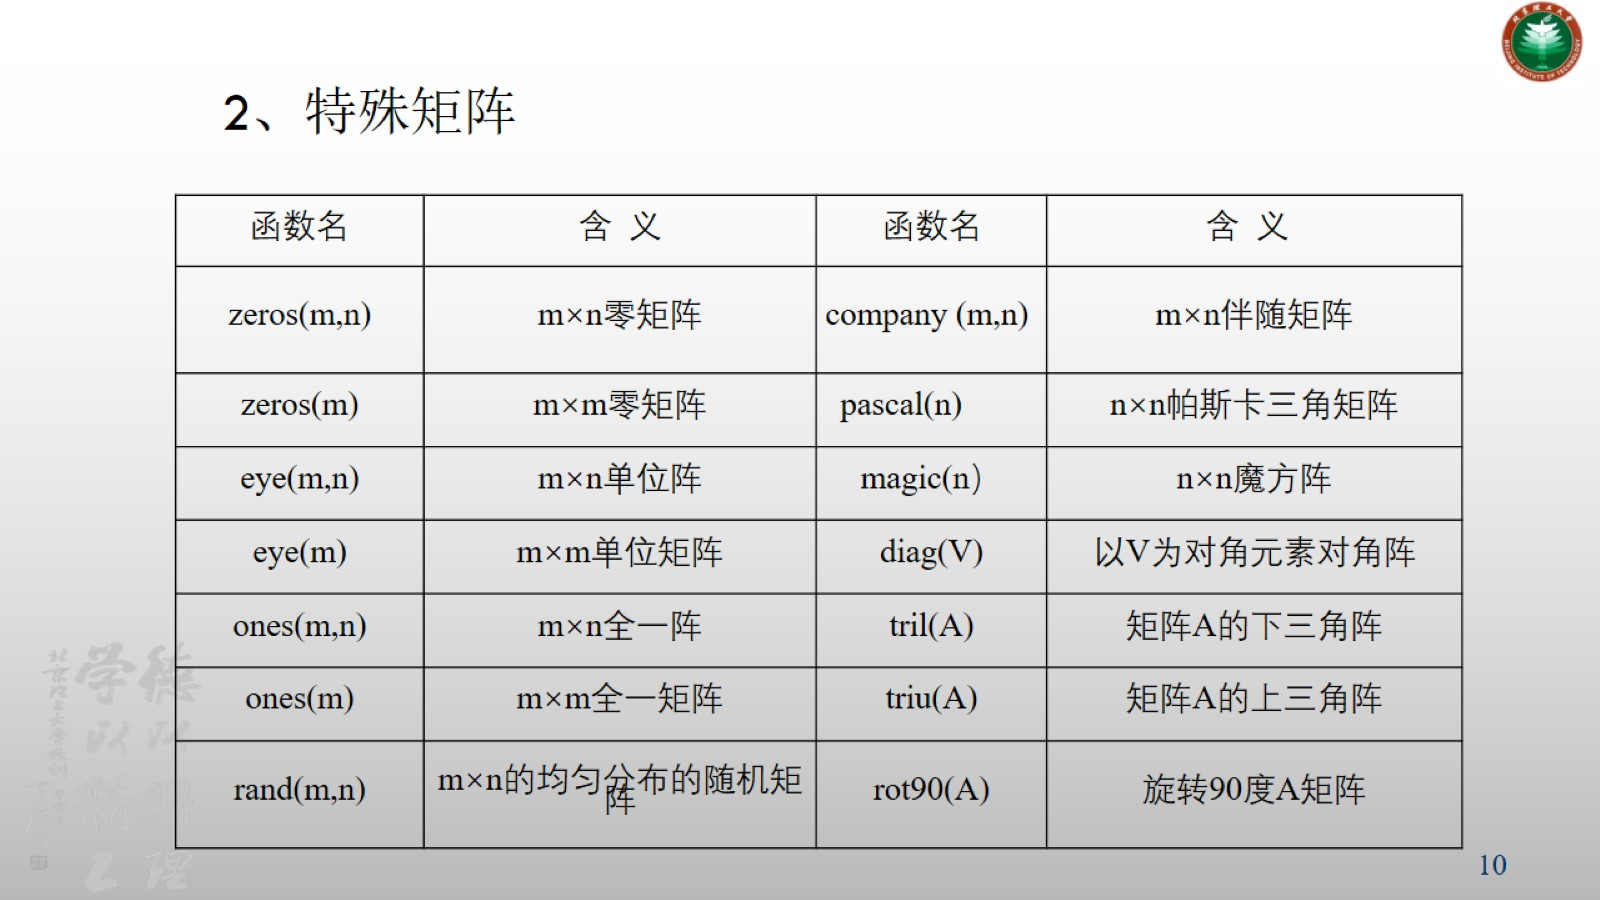 2、特殊矩阵
函数名 含 义 函数名 含 义
zeros(m,n) m×n零矩阵 company (m,n) m×n伴随矩阵
zeros(m) m×m零矩阵 pascal(n) n×n帕斯卡三角矩阵
eye(m,n) m×n单位阵 magic(n） n×n魔方阵
eye(m) m×m单位矩阵 diag(V) 以V为对角元素对角阵
ones(m,n) m×n全一阵 tril(A) 矩阵A的下三角阵
ones(m) m×m全一矩阵 triu(A) 矩阵A的上三角阵
rand(m,n) m×n的均匀分布的随机矩阵 rot90(A) 旋转90度A矩阵
10